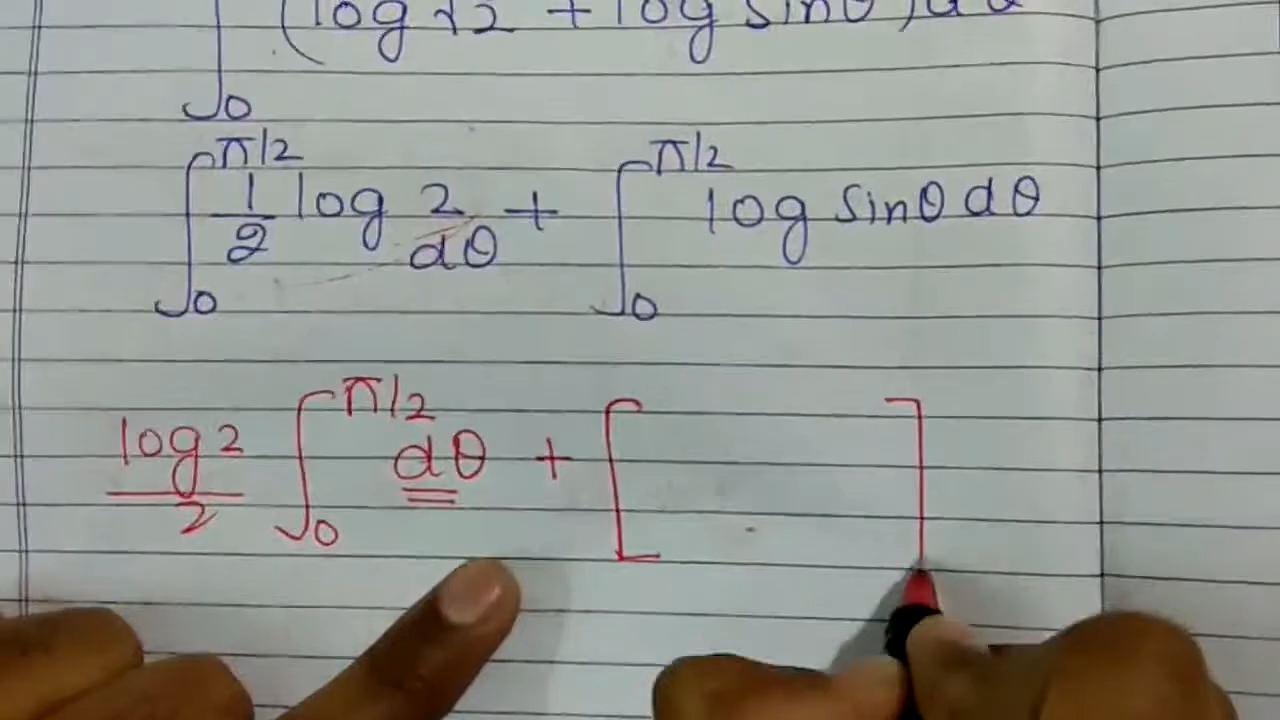 ∫₀ (log √2 + log sinθ) dθ
∫₀^π/2 1/2 log 2 dθ + ∫₀^π/2 log sinθ dθ
log 2/2 ∫₀^π/2 dθ + [ ]